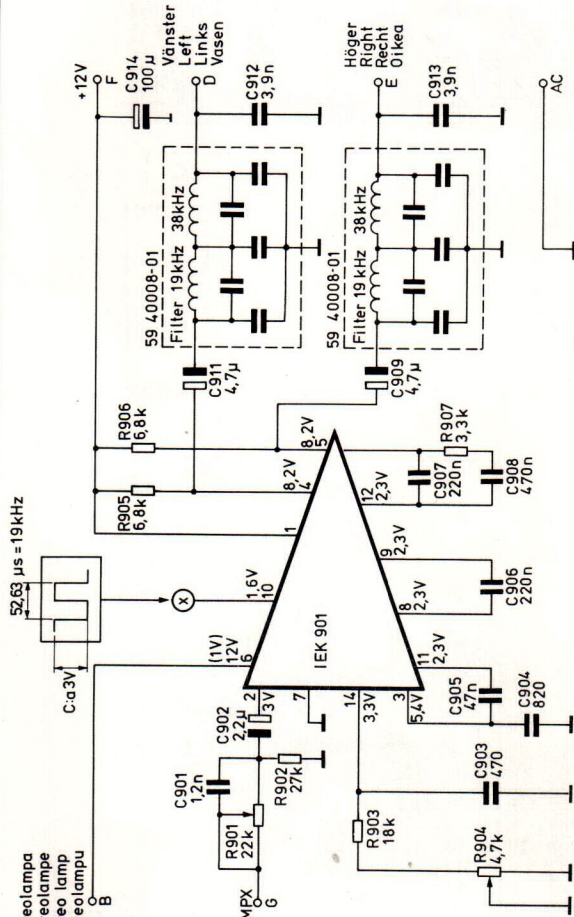 eolampa
eolampe
eo lamp
eolampu
B
C:a 3V
52,63 µs = 19kHz
X
+12V
F
C914
100µ
Vänster
Left
Links
Vasen
D
C912
3,9n
Höger
Right
Recht
Oikea
E
C913
3,9n
AC
59 40008-01
Filter 19kHz
38kHz
59 40008-01
Filter 19kHz
38kHz
C911
4,7µ
C909
4,7µ
R905
6,8k
R906
6,8k
(1V)
12V
6
1,6V
10
1
8,2V
4
8,2V
5
IEK 901
2
3V
7
14
3,3V
3
5,4V
11
2,3V
8
2,3V
9
2,3V
12
2,3V
MPX
G
R901
22k
C901
1,2n
R902
27k
C902
2,2µ
R903
18k
R904
4,7k
C903
470
C904
820
C905
47n
C906
220n
C907
220n
R907
3,3k
C908
470n